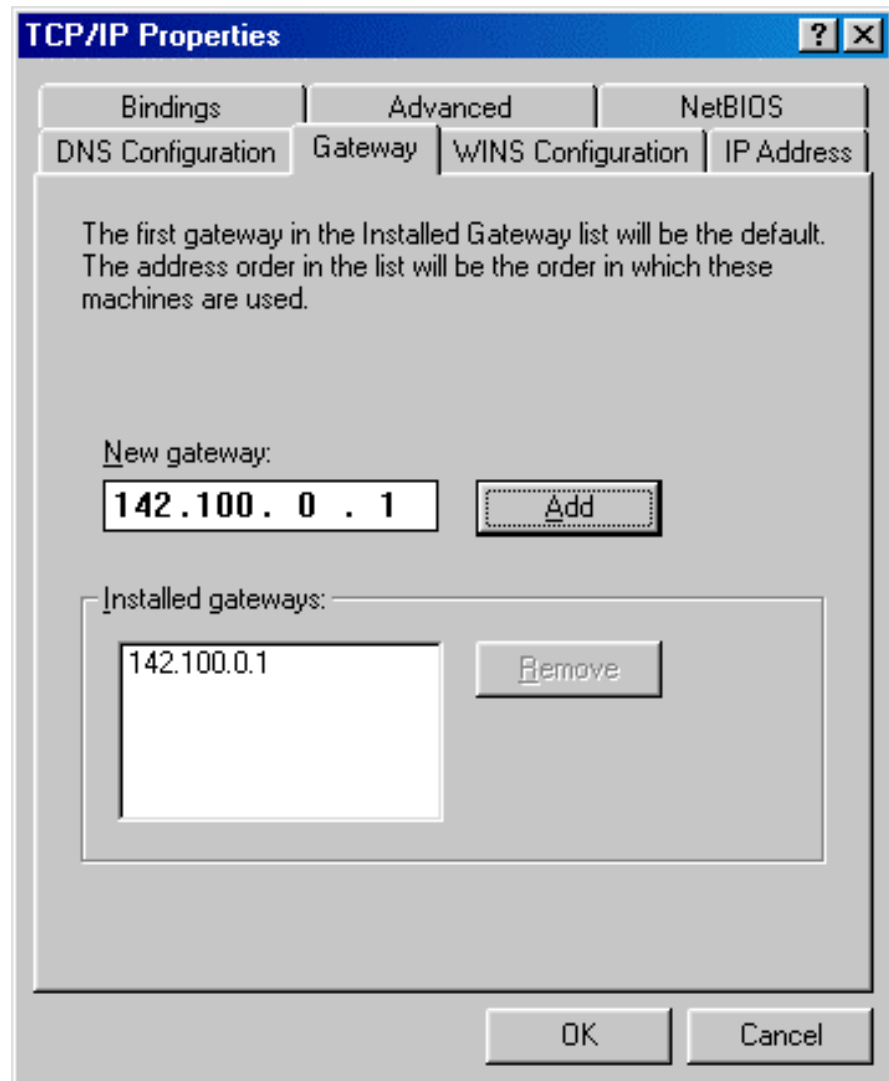 TCP/IP Properties
Bindings Advanced NetBIOS
DNS Configuration Gateway WINS Configuration IP Address
The first gateway in the Installed Gateway list will be the default.
The address order in the list will be the order in which these
machines are used.
New gateway:
142 . 100 . 0 . 1 Add
Installed gateways:
142.100.0.1 Remove
OK Cancel